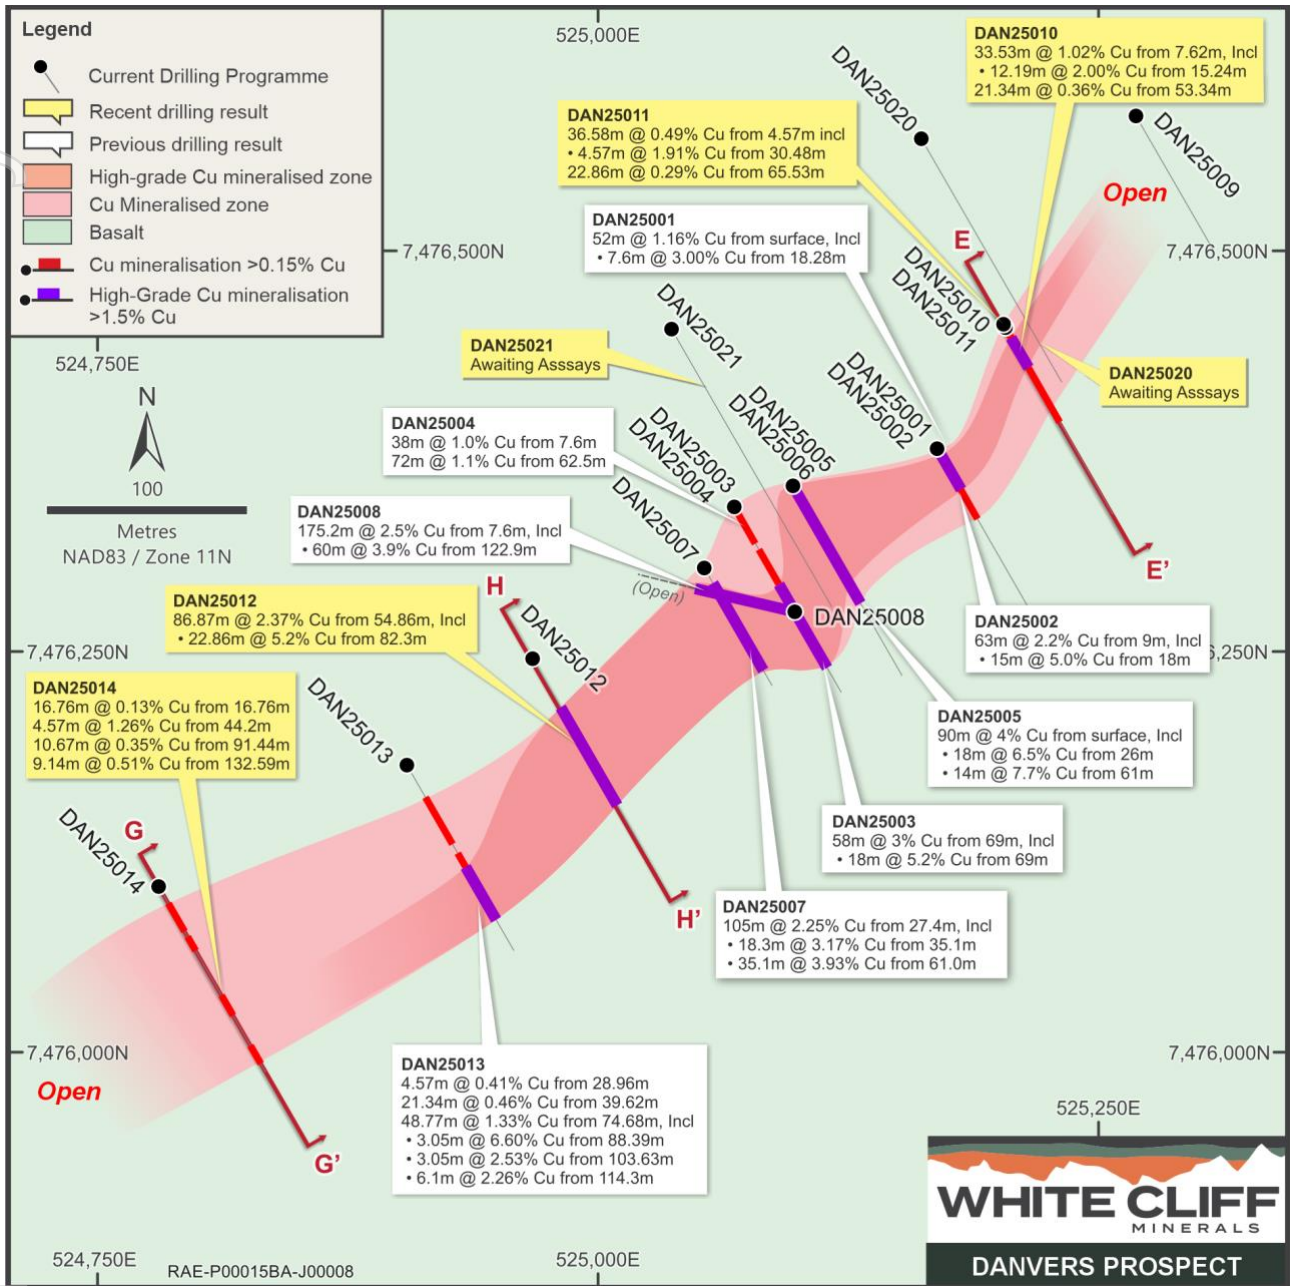 Legend
Current Drilling Programme
Recent drilling result
Previous drilling result
High-grade Cu mineralised zone
Cu Mineralised zone
Basalt
Cu mineralisation >0.15% Cu
High-Grade Cu mineralisation
>1.5% Cu
525,000E
DAN25010
33.53m @ 1.02% Cu from 7.62m, Incl
• 12.19m @ 2.00% Cu from 15.24m
21.34m @ 0.36% Cu from 53.34m
DAN25020
DAN25009
DAN25011
36.58m @ 0.49% Cu from 4.57m incl
• 4.57m @ 1.91% Cu from 30.48m
22.86m @ 0.29% Cu from 65.53m
Open
DAN25001
52m @ 1.16% Cu from surface, Incl
• 7.6m @ 3.00% Cu from 18.28m
7,476,500N
E
7,476,500N
DAN25010
DAN25011
DAN25021
524,750E
DAN25021
Awaiting Asssays
DAN25020
Awaiting Asssays
N
100
Metres
NAD83 / Zone 11N
DAN25001
DAN25002
DAN25005
DAN25006
DAN25004
38m @ 1.0% Cu from 7.6m
72m @ 1.1% Cu from 62.5m
DAN25003
DAN25004
DAN25007
DAN25008
175.2m @ 2.5% Cu from 7.6m, Incl
• 60m @ 3.9% Cu from 122.9m
E'
(Open)
H
DAN25008
DAN25012
86.87m @ 2.37% Cu from 54.86m, Incl
• 22.86m @ 5.2% Cu from 82.3m
DAN25012
DAN25002
63m @ 2.2% Cu from 9m, Incl
• 15m @ 5.0% Cu from 18m
7,476,250N
6,250N
DAN25014
16.76m @ 0.13% Cu from 16.76m
4.57m @ 1.26% Cu from 44.2m
10.67m @ 0.35% Cu from 91.44m
9.14m @ 0.51% Cu from 132.59m
DAN25013
DAN25005
90m @ 4% Cu from surface, Incl
• 18m @ 6.5% Cu from 26m
• 14m @ 7.7% Cu from 61m
DAN25003
58m @ 3% Cu from 69m, Incl
• 18m @ 5.2% Cu from 69m
G
DAN25014
H'
DAN25007
105m @ 2.25% Cu from 27.4m, Incl
• 18.3m @ 3.17% Cu from 35.1m
• 35.1m @ 3.93% Cu from 61.0m
7,476,000N
7,476,000N
Open
DAN25013
4.57m @ 0.41% Cu from 28.96m
21.34m @ 0.46% Cu from 39.62m
48.77m @ 1.33% Cu from 74.68m, Incl
• 3.05m @ 6.60% Cu from 88.39m
• 3.05m @ 2.53% Cu from 103.63m
• 6.1m @ 2.26% Cu from 114.3m
525,250E
G'
WHITE CLIFF
MINERALS
DANVERS PROSPECT
524,750E
RAE-P00015BA-J00008
525,000E